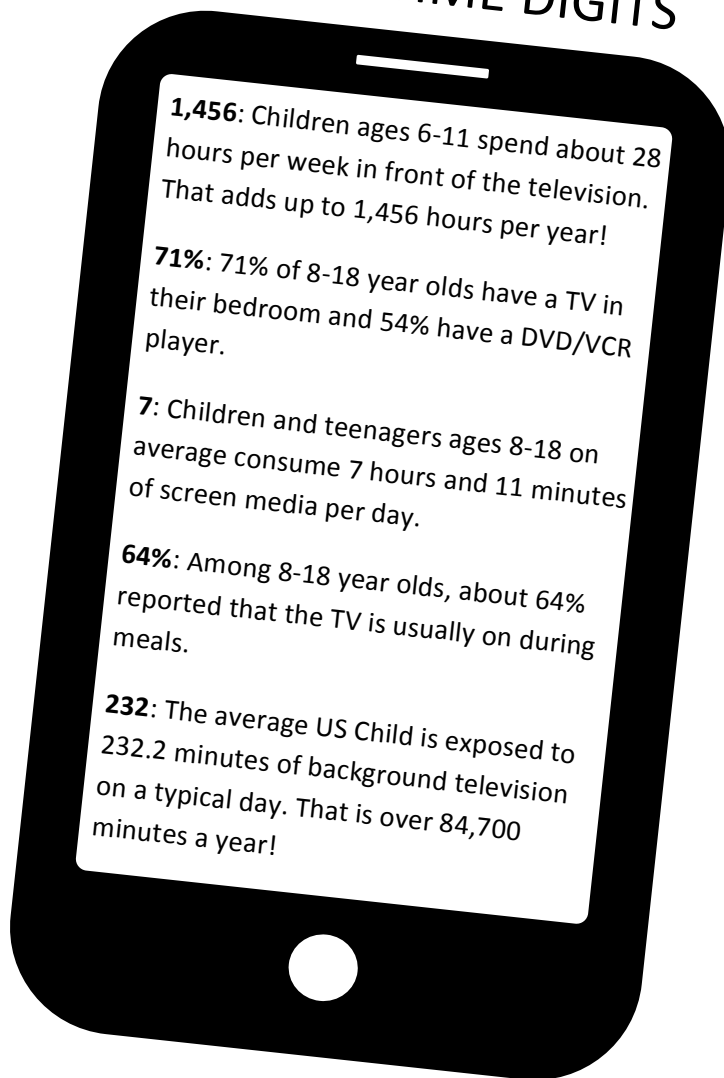 DIGITS
1,456: Children ages 6-11 spend about 28
hours per week in front of the television.
That adds up to 1,456 hours per year!
71%: 71% of 8-18 year olds have a TV in
their bedroom and 54% have a DVD/VCR
player.
7: Children and teenagers ages 8-18 on
average consume 7 hours and 11 minutes
of screen media per day.
64%: Among 8-18 year olds, about 64%
reported that the TV is usually on during
meals.
232: The average US Child is exposed to
232.2 minutes of background television
on a typical day. That is over 84,700
minutes a year!